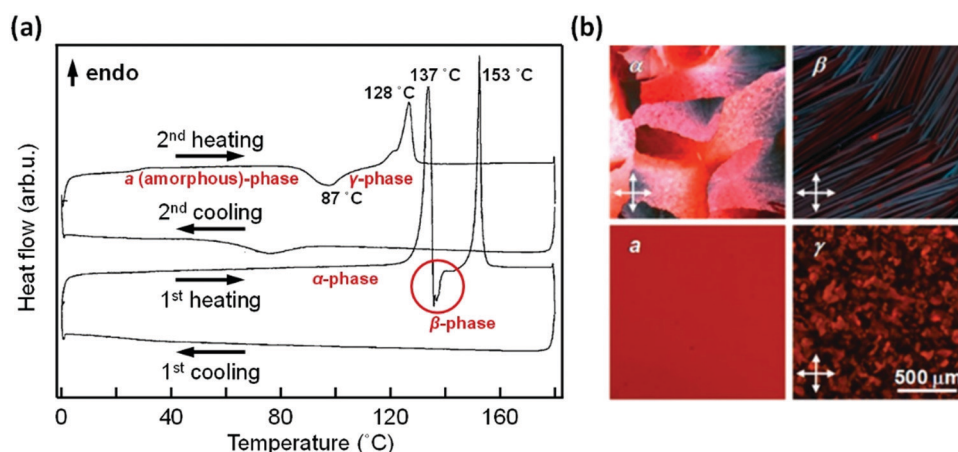 (a)
endo
137 °C
153 °C
128 °C
2nd heating
a (amorphous)-phase
γ-phase
87 °C
2nd cooling
α-phase
1st heating
β-phase
1st cooling
Heat flow (arb.u.)
0
40
80
120
160
Temperature (°C)
(b)
α
β
a
γ
500 μm